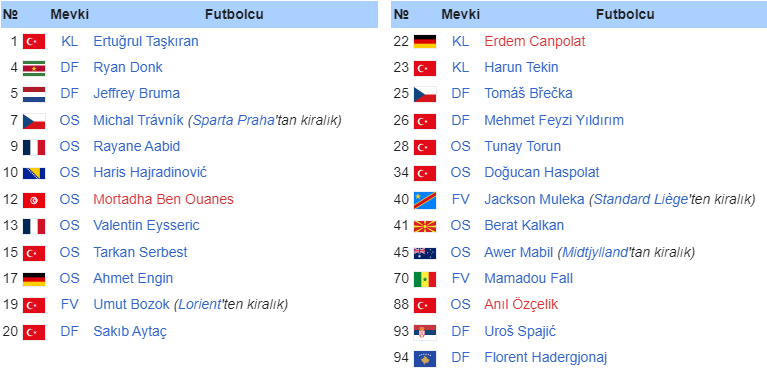 № Mevki Futbolcu
1 KL Ertuğrul Taşkıran
4 DF Ryan Donk
5 DF Jeffrey Bruma
7 OS Michal Trávník (Sparta Praha'tan kiralık)
9 OS Rayane Aabid
10 OS Haris Hajradinović
12 OS Mortadha Ben Ouanes
13 OS Valentin Eysseric
15 OS Tarkan Serbest
17 OS Ahmet Engin
19 FV Umut Bozok (Lorient'ten kiralık)
20 DF Sakıb Aytaç
№ Mevki Futbolcu
22 KL Erdem Canpolat
23 KL Harun Tekin
25 DF Tomáš Břečka
26 DF Mehmet Feyzi Yıldırım
28 OS Tunay Torun
34 OS Doğucan Haspolat
40 FV Jackson Muleka (Standard Liège'ten kiralık)
41 OS Berat Kalkan
45 OS Awer Mabil (Midtjylland'tan kiralık)
70 FV Mamadou Fall
88 OS Anıl Özçelik
93 DF Uroš Spajić
94 DF Florent Hadergjonaj